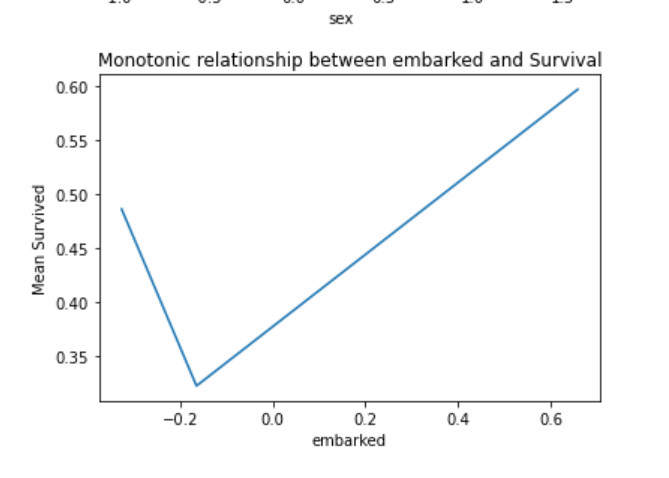 sex
Monotonic relationship between embarked and Survival
0.60
0.55
0.50
0.45
0.40
0.35
Mean Survived
−0.2 0.0 0.2 0.4 0.6
embarked